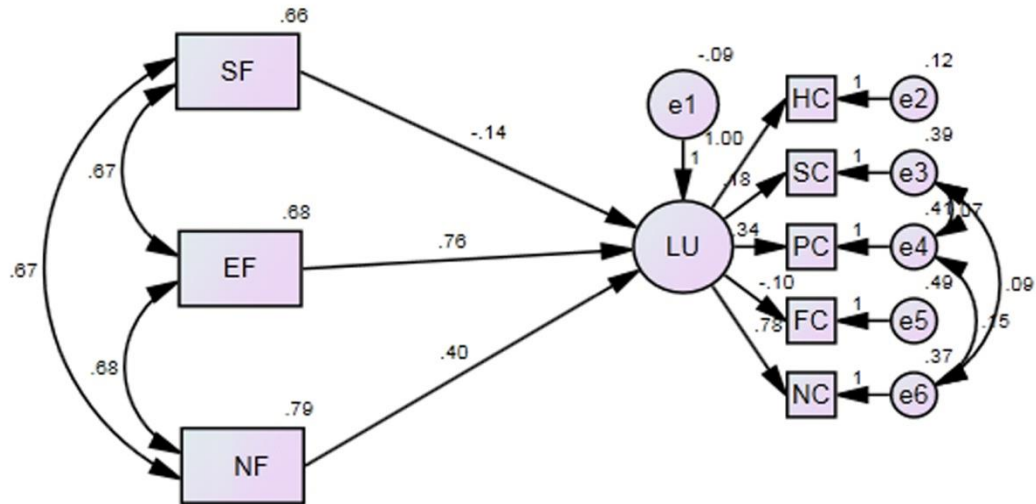 .66
SF
-.09
.12
e1
1
HC
e2
-.14
1.00
.39
1
1
SC
e3
.67
.18
.68
.41
.07
EF
.76
LU
.34
1
PC
e4
.67
.49
.09
-.10
1
FC
e5
.15
.68
.40
.78
.37
.79
1
NC
e6
NF